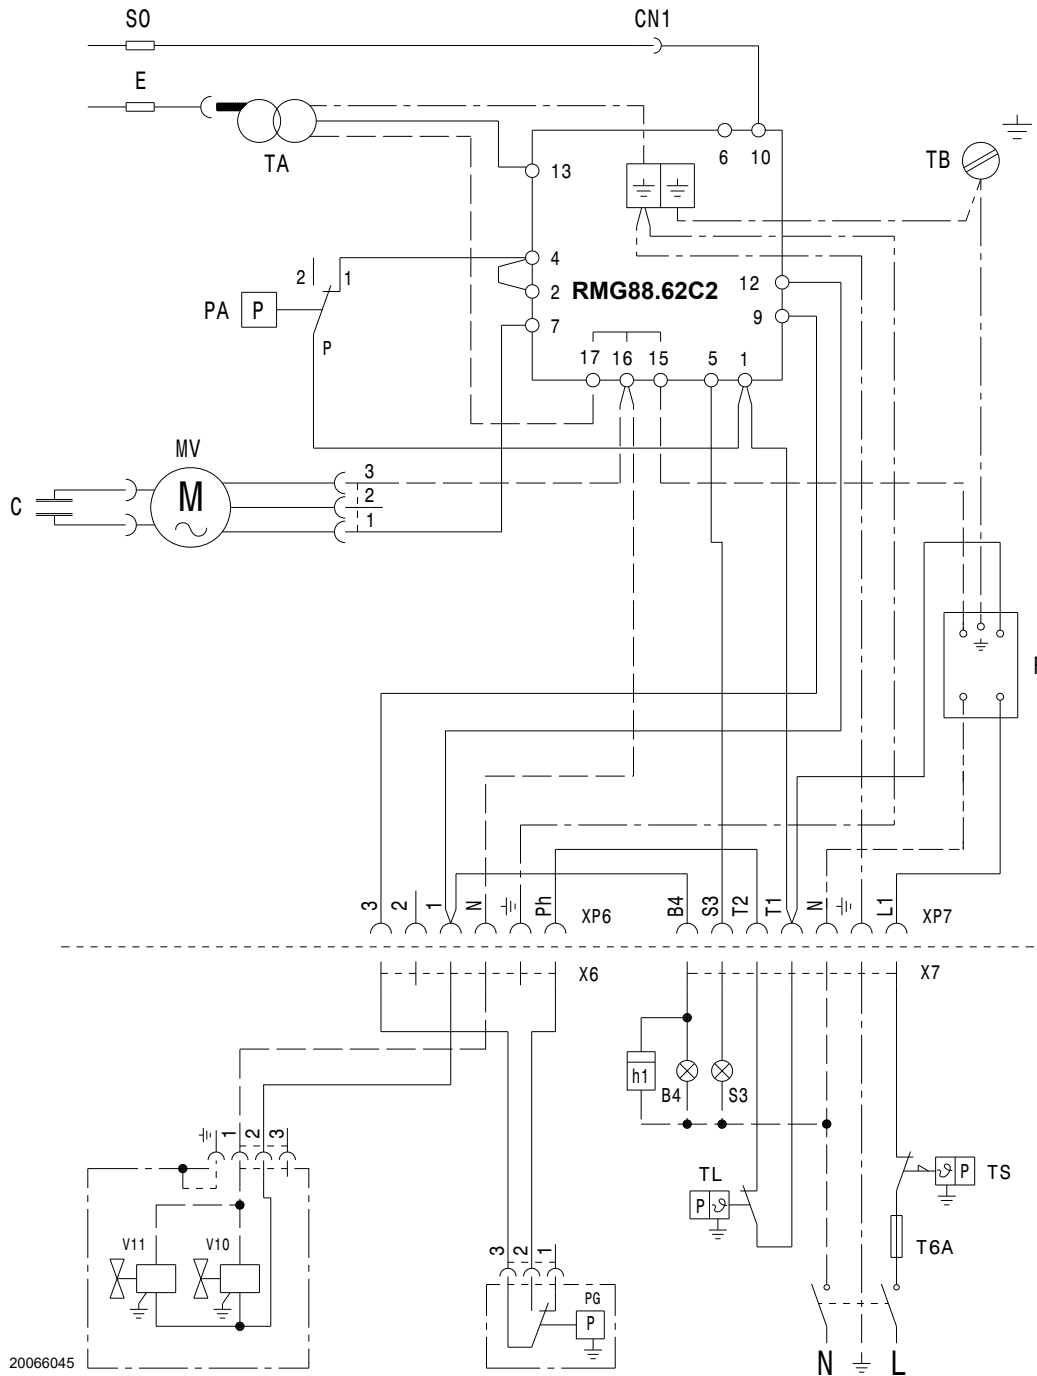 SO
CN1
E
TA
6 10
TB
13
4
2 1
2 RMG88.62C2
12
PA P
7
9
P
17 16 15 5 1
MV
3
C M
2
1
3 2 1 N Ph XP6
B4 S3 T2 T1 N L1 XP7
X6
X7
h1
B4 S3
1 2 3
TL
P ϑ
ϑ P TS
V11 V10
T6A
3 2 1
PG
P
20066045
N L